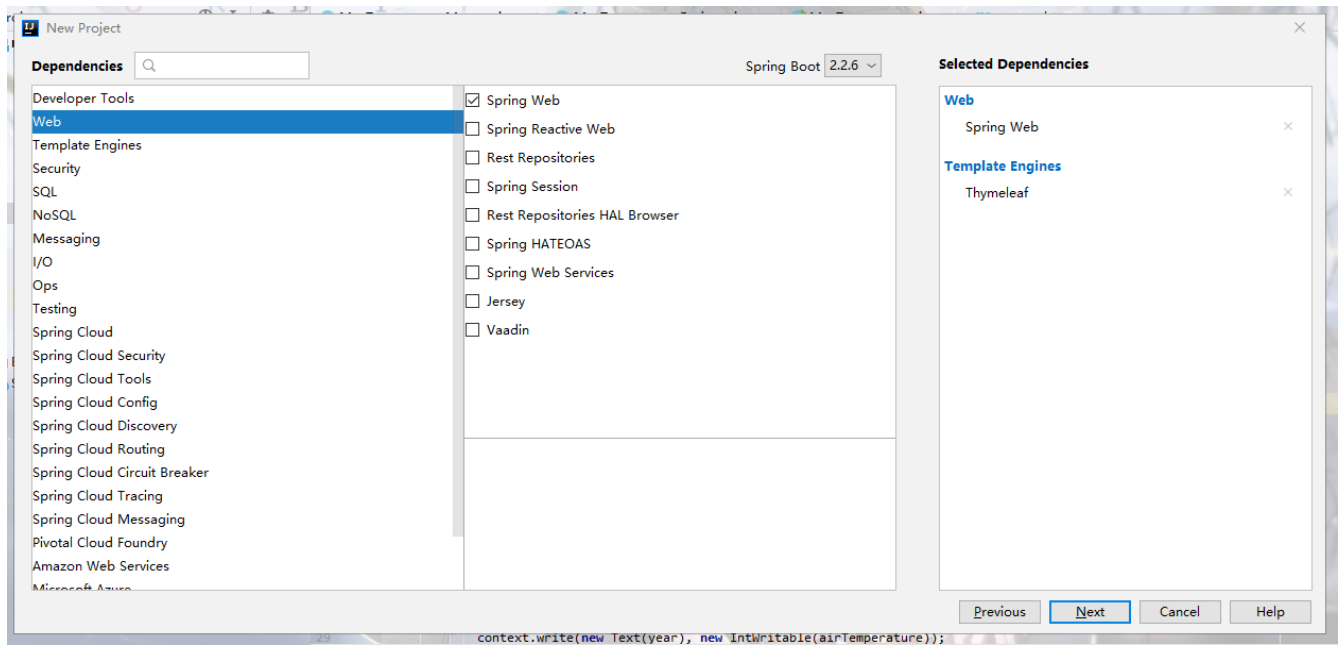 New Project
Dependencies
Spring Boot 2.2.6
Selected Dependencies
Developer Tools
Web
Template Engines
Security
SQL
NoSQL
Messaging
I/O
Ops
Testing
Spring Cloud
Spring Cloud Security
Spring Cloud Tools
Spring Cloud Config
Spring Cloud Discovery
Spring Cloud Routing
Spring Cloud Circuit Breaker
Spring Cloud Tracing
Spring Cloud Messaging
Pivotal Cloud Foundry
Amazon Web Services
Microsoft Azure
Spring Web
Spring Reactive Web
Rest Repositories
Spring Session
Rest Repositories HAL Browser
Spring HATEOAS
Spring Web Services
Jersey
Vaadin
Web
Spring Web
Template Engines
Thymeleaf
Previous
Next
Cancel
Help
29
context.write(new Text(year), new IntWritable(airTemperature));